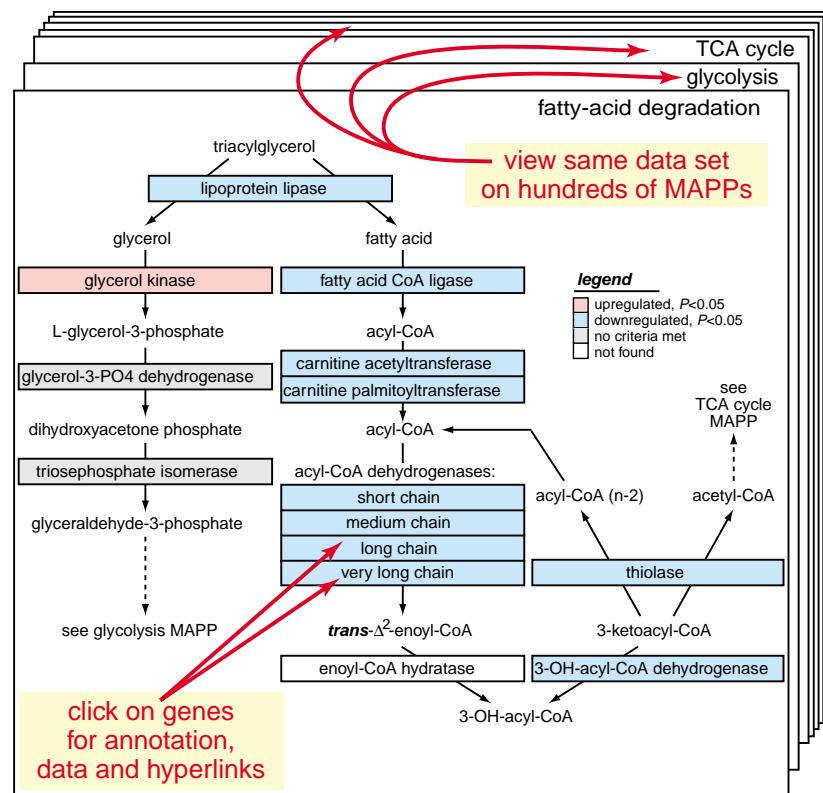 TCA cycle
glycolysis
fatty-acid degradation
view same data set
on hundreds of MAPPs
triacylglycerol
lipoprotein lipase
glycerol
fatty acid
glycerol kinase
fatty acid CoA ligase
legend
upregulated, P<0.05
downregulated, P<0.05
no criteria met
not found
L-glycerol-3-phosphate
acyl-CoA
glycerol-3-PO4 dehydrogenase
carnitine acetyltransferase
carnitine palmitoyltransferase
see
TCA cycle
MAPP
dihydroxyacetone phosphate
acyl-CoA
triosephosphate isomerase
acyl-CoA dehydrogenases:
short chain
medium chain
long chain
very long chain
acyl-CoA (n-2)
acetyl-CoA
glyceraldehyde-3-phosphate
thiolase
see glycolysis MAPP
trans-Δ²-enoyl-CoA
3-ketoacyl-CoA
enoyl-CoA hydratase
3-OH-acyl-CoA dehydrogenase
3-OH-acyl-CoA
click on genes
for annotation,
data and hyperlinks